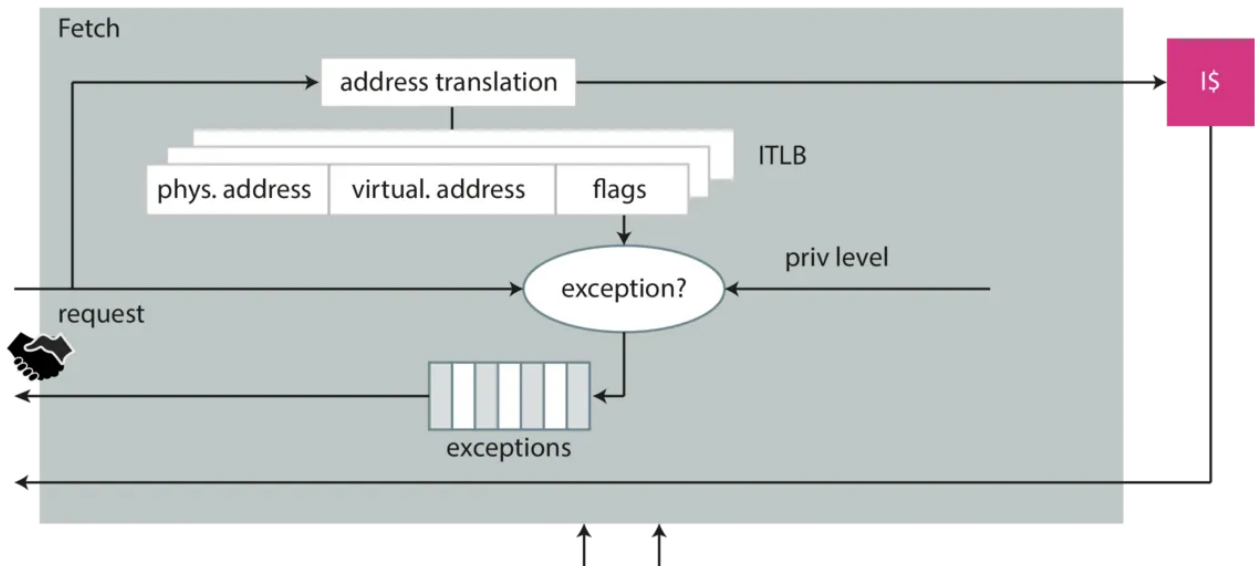 Fetch
address translation
I$
ITLB
phys. address
virtual. address
flags
priv level
exception?
request
exceptions